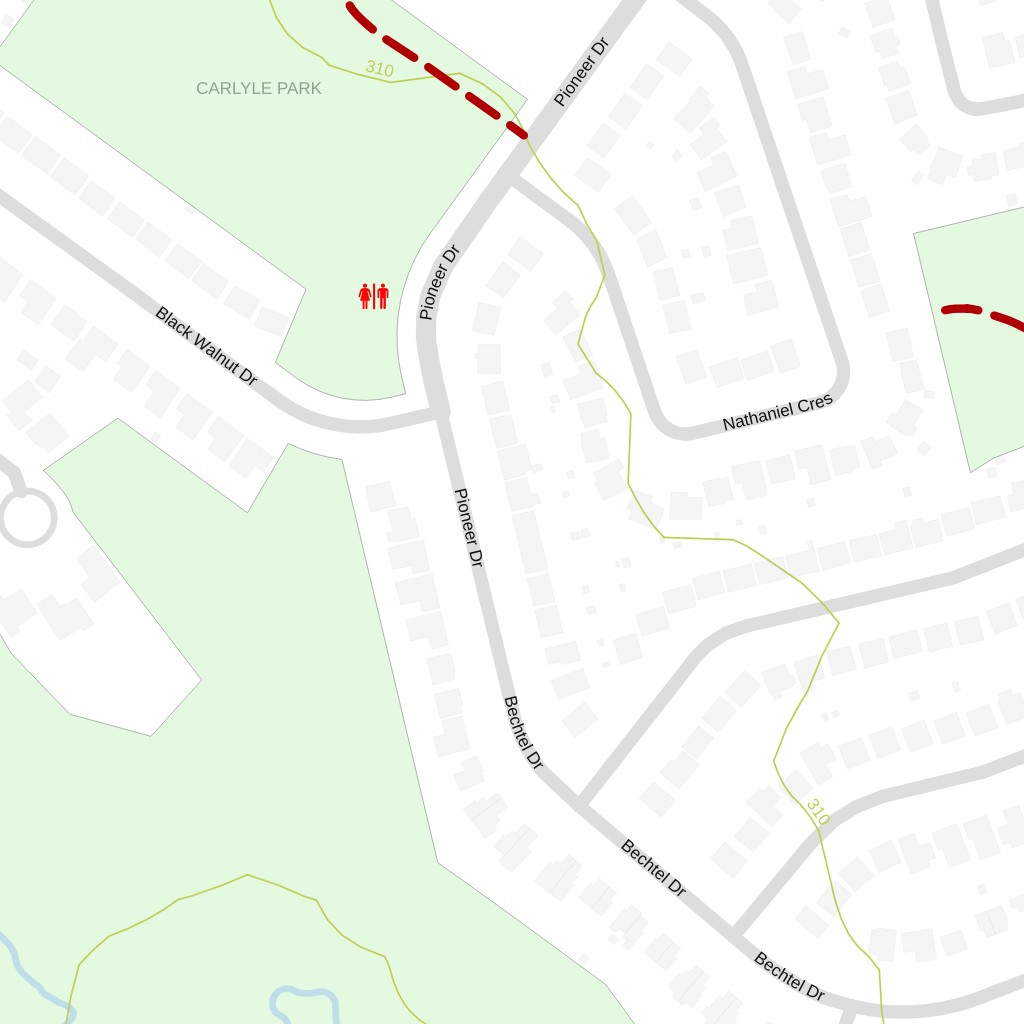 310
Pioneer Dr
CARLYLE PARK
Pioneer Dr
Black Walnut Dr
Nathaniel Cres
Pioneer Dr
Bechtel Dr
310
Bechtel Dr
Bechtel Dr